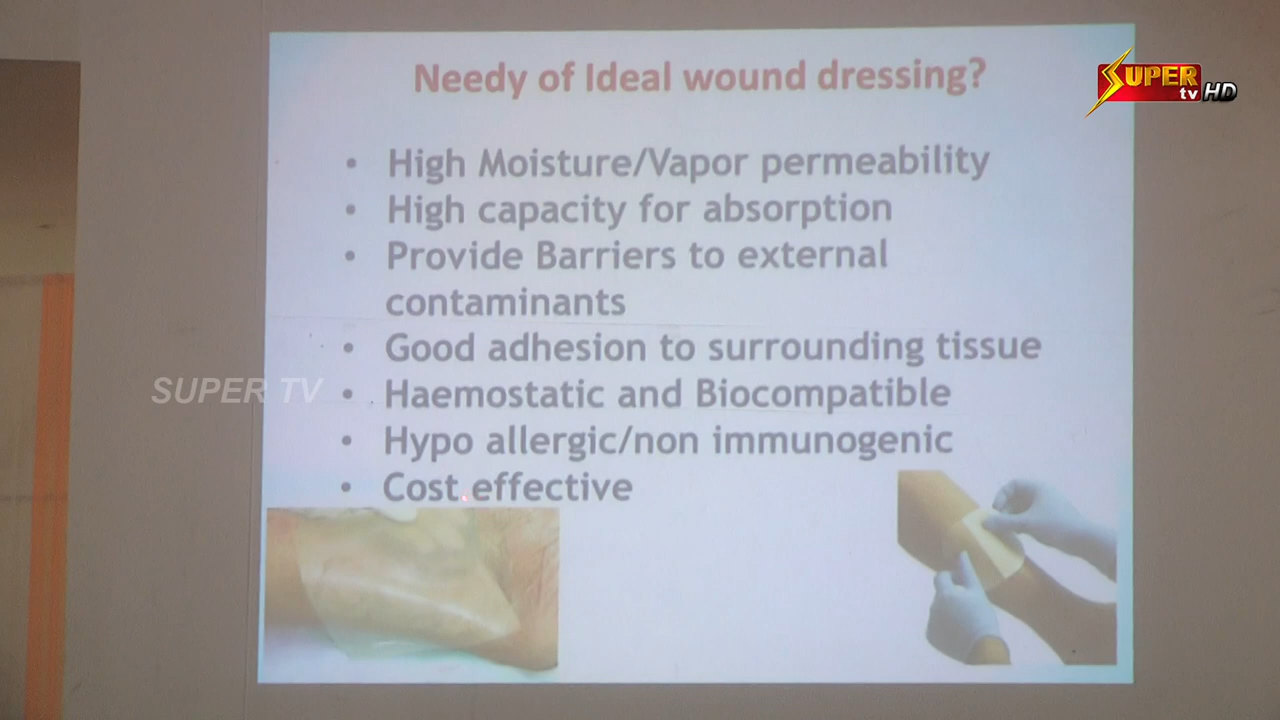 Needy of Ideal wound dressing?
SUPER
tv HD
• High Moisture/Vapor permeability
• High capacity for absorption
• Provide Barriers to external
contaminants
• Good adhesion to surrounding tissue
• Haemostatic and Biocompatible
• Hypo allergic/non immunogenic
• Cost effective
SUPER TV